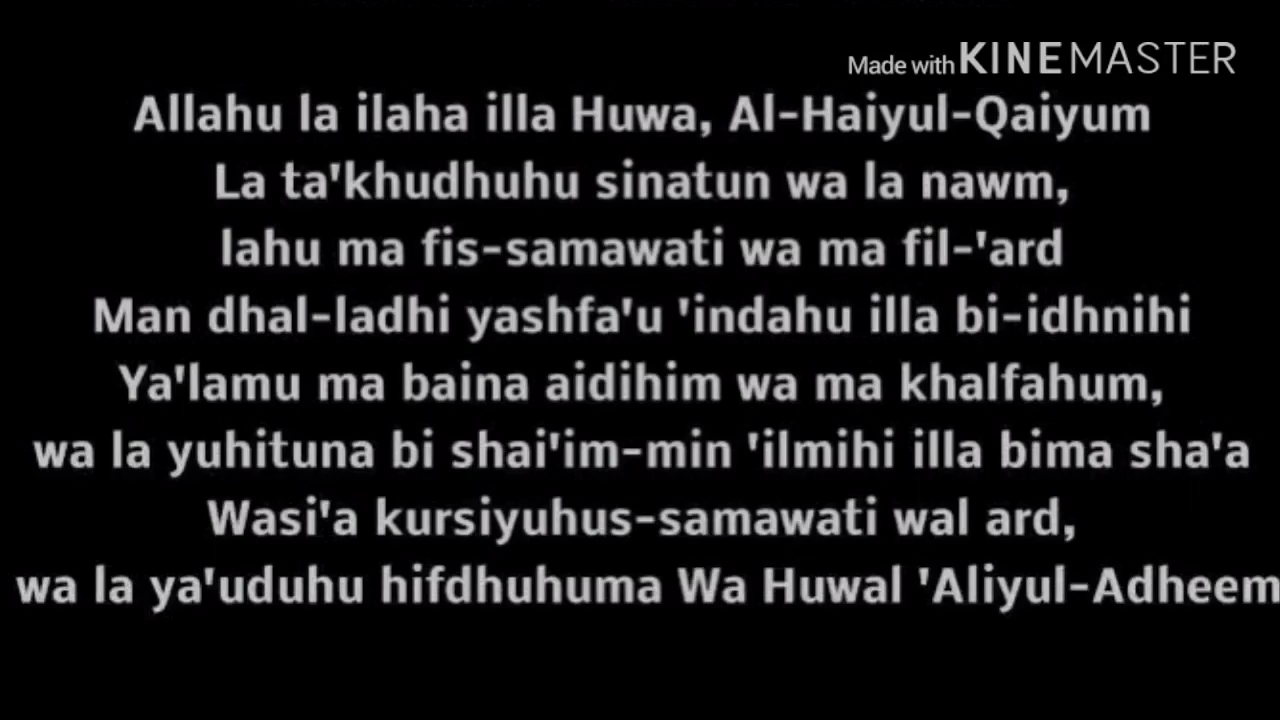 Made with KINEMASTER
Allahu la ilaha illa Huwa, Al-Haiyul-Qaiyum
La ta'khudhuhu sinatun wa la nawm,
lahu ma fis-samawati wa ma fil-'ard
Man dhal-ladhi yashfa'u 'indahu illa bi-idhnihi
Ya'lamu ma baina aidihim wa ma khalfahum,
wa la yuhituna bi shai'im-min 'ilmihi illa bima sha'a
Wasi'a kursiyuhus-samawati wal ard,
wa la ya'uduhu hifdhuhuma Wa Huwal 'Aliyul-Adheem